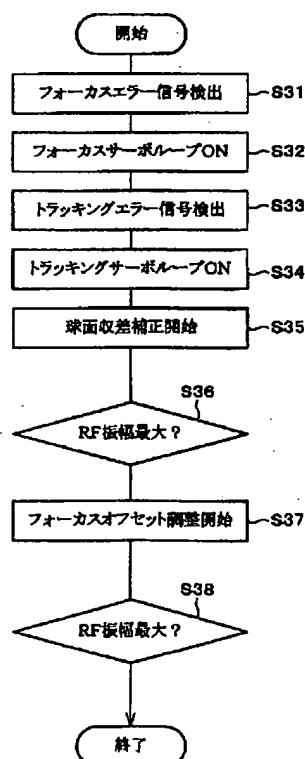 開始
フォーカスエラー信号検出
S31
フォーカスサーボループON
S32
トラッキングエラー信号検出
S33
トラッキングサーボループON
S34
球面収差補正開始
S35
S36
RF振幅最大?
フォーカスオフセット調整開始
S37
S38
RF振幅最大?
終了